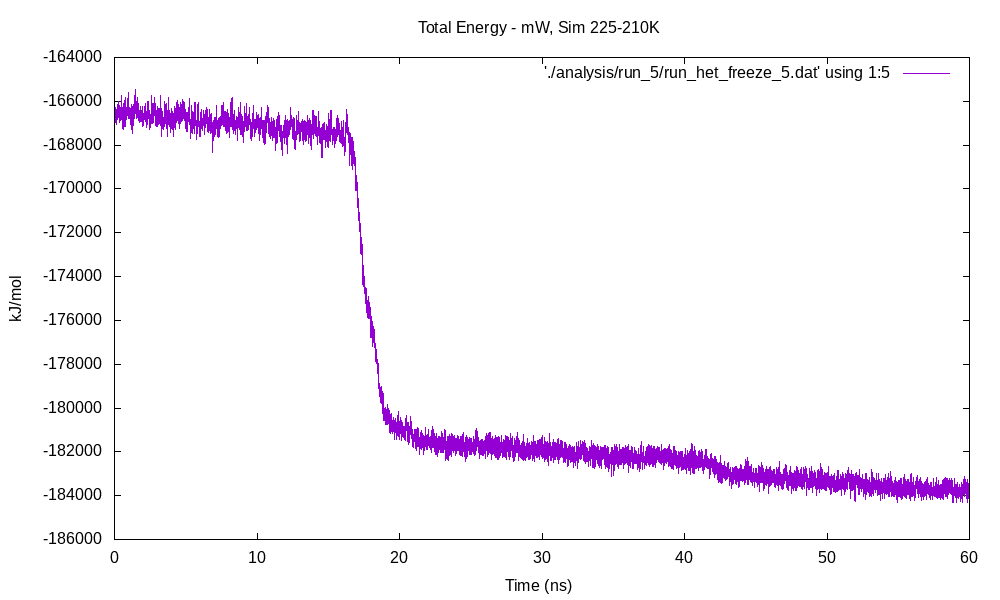 Total Energy - mW, Sim 225-210K
'./analysis/run_5/run_het_freeze_5.dat' using 1:5
-164000
-166000
-168000
-170000
-172000
-174000
-176000
-178000
-180000
-182000
-184000
-186000
kJ/mol
0 10 20 30 40 50 60
Time (ns)